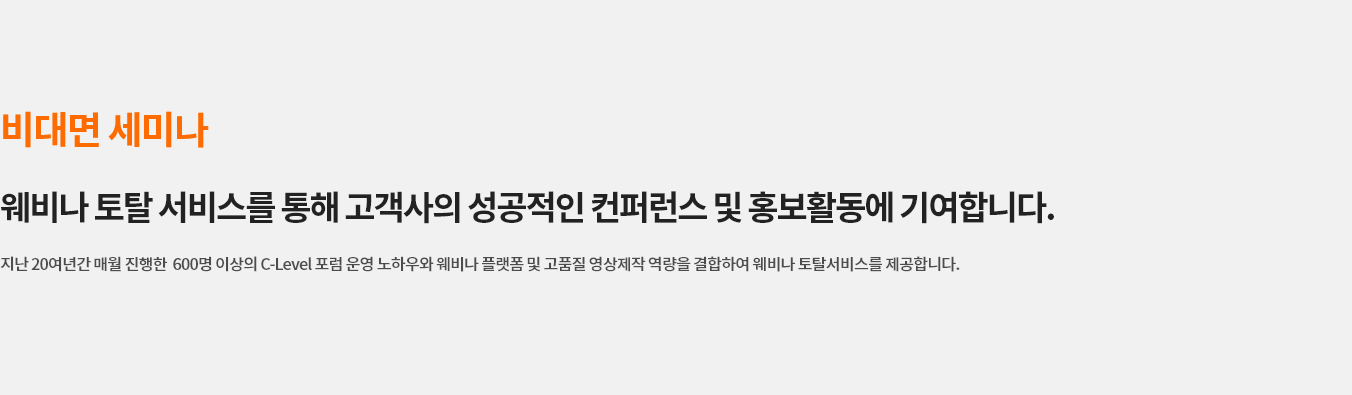 비대면 세미나
웨비나 토탈 서비스를 통해 고객사의 성공적인 컨퍼런스 및 홍보활동에 기여합니다.
지난 20여년간 매월 진행한 600명 이상의 C-Level 포럼 운영 노하우와 웨비나 플랫폼 및 고품질 영상제작 역량을 결합하여 웨비나 토탈서비스를 제공합니다.